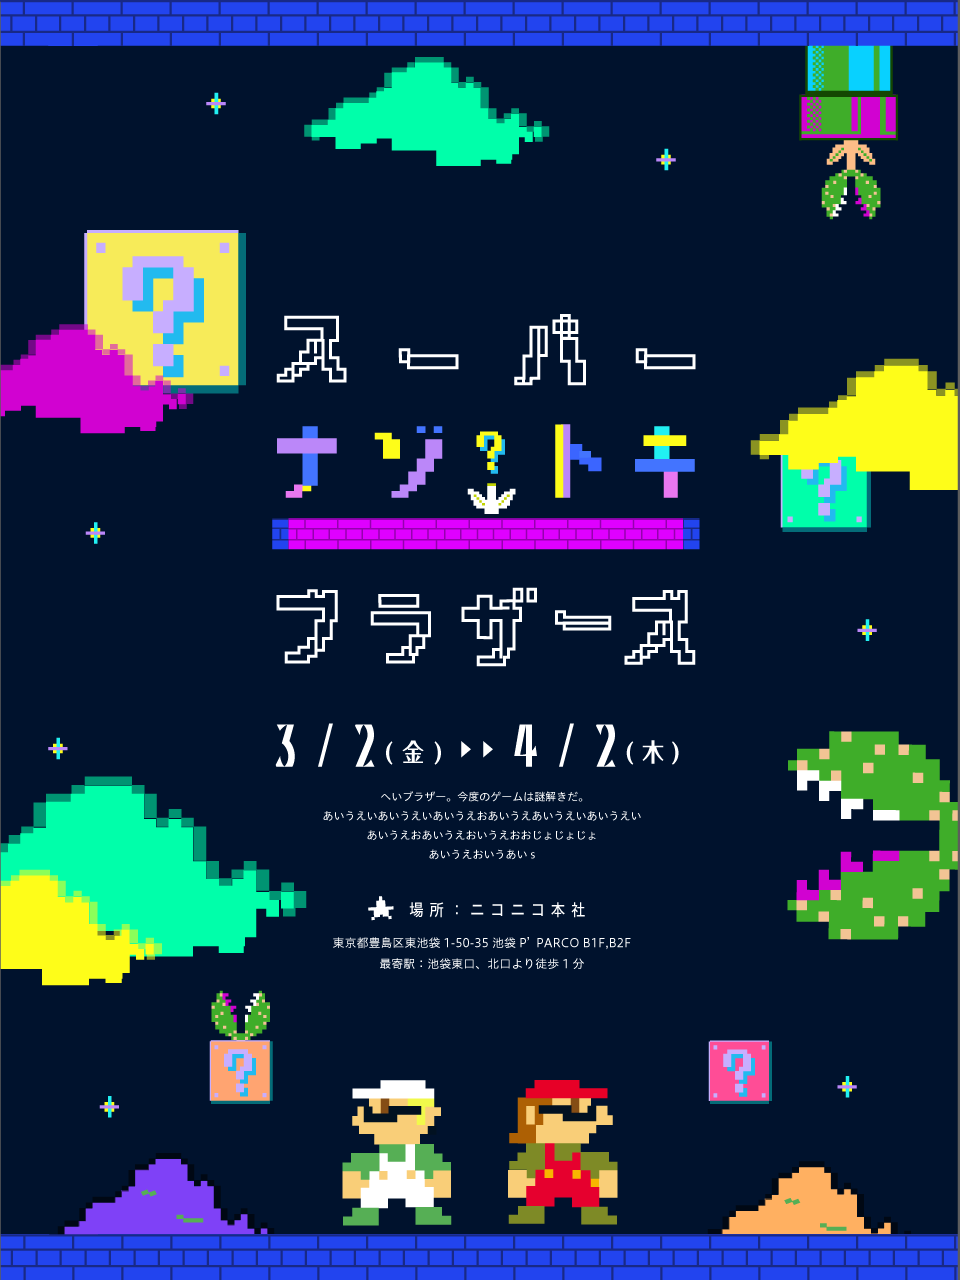 スーパー
ナゾ?トキ
ブラザーズ
3/2(金)▶▶4/2(木)
へいブラザー。今度のゲームは謎解きだ。
あいうえいあいうえいあいうえおあいうえあいうえいあいうえい
あいうえおあいうえおいうえおおじょじょじょ
あいうえおいうあい s
場所:ニコニコ本社
東京都豊島区東池袋 1-50-35 池袋 P’ PARCO B1F,B2F
最寄駅:池袋東口、北口より徒歩 1 分